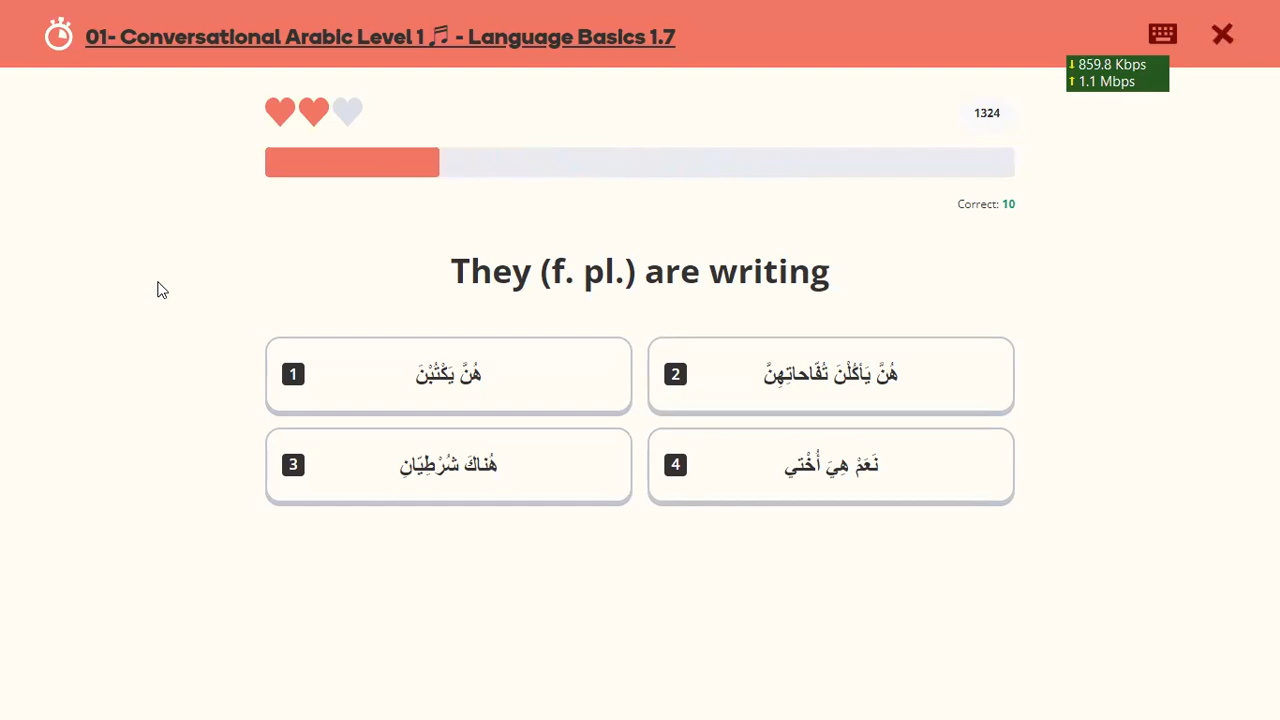 01- Conversational Arabic Level 1 🎵 - Language Basics 1.7
↓ 859.8 Kbps
↑ 1.1 Mbps
1324
Correct: 10
They (f. pl.) are writing
1 هُنَّ يَكْتُبْنَ
2 هُنَّ يَأكُلْنَ تُفّاحاتِهِنَّ
3 هُناكَ شُرْطِيّانِ
4 نَعَمْ هِيَ أُخْتي